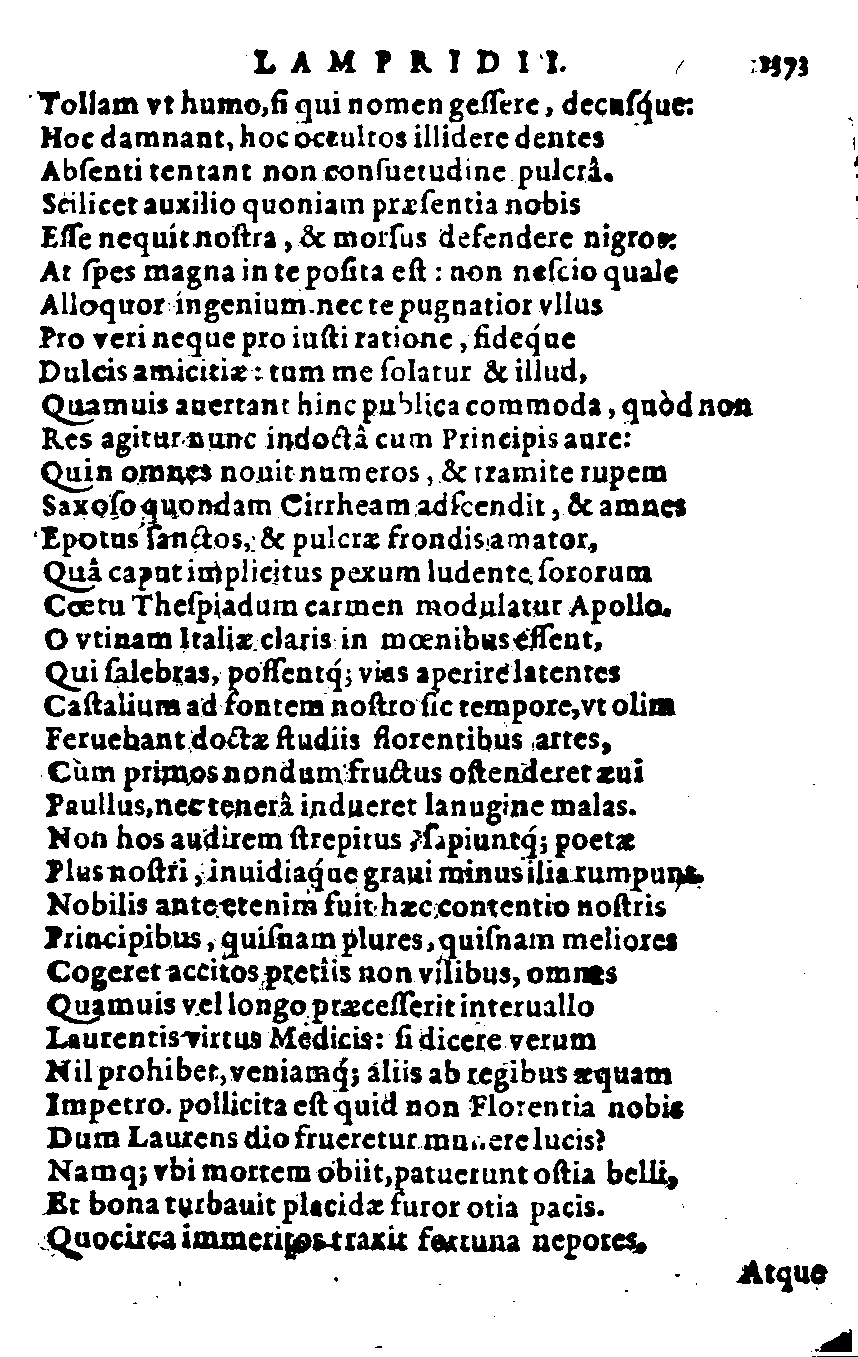 LAMPRIDII. 1573
Tollam vt humo, ſi qui nomen geſſere, decuſq́ue:
Hoc damnant, hoc occultos illidere dentes
Abſenti tentant non conſuetudine pulcrâ.
Scilicet auxilio quoniam præſentia nobis
Eſſe nequit noſtra, & morſus defendere nigros:
At ſpes magna in te poſita eſt: non neſcio quale
Alloquor ingenium. nec te pugnatior vllus
Pro veri neque pro iuſti ratione, fideq́ue
Dulcis amicitiæ: tum me ſolatur & illud,
Quamuis auertant hinc publica commoda, quòd non
Res agitur nunc indoctâ cum Principis aure:
Quin omnes nouit numeros, & tramite rupem
Saxoſo quondam Cirrheam adſcendit, & amnes
Epotus ſanctos, & pulcræ frondis amator,
Quâ caput implicitus pexum ludente ſororum
Cœtu Theſpiadum carmen modulatur Apollo.
O vtinam Italiæ claris in mœnibus eſſent,
Qui ſalebras, poſſentq́; vias aperire latentes
Caſtalium ad fontem noſtro ſic tempore, vt olim
Feruebant doctæ ſtudiis florentibus artes,
Cùm primos nondum fructus oſtenderet æui
Paullus, nec tenerâ indueret lanugine malas.
Non hos audirem ſtrepitus ſapiuntq́; poetæ
Plus noſtri, inuidiaq́ue graui minus ilia rumpunt.
Nobilis ante etenim fuit hæc contentio noſtris
Principibus, quiſnam plures, quiſnam meliores
Cogeret accitos pretiis non vilibus, omnes
Quamuis vel longo præceſſerit interuallo
Laurentis virtus Medicis: ſi dicere verum
Nil prohibet, veniamq́; áliis ab regibus æquam
Impetro. pollicita eſt quid non Florentia nobis
Dum Laurens dio frueretur munere lucis?
Namq; vbi mortem obiit, patuerunt oſtia belli,
Et bona turbauit placidæ furor otia pacis.
Quocirca immeritos traxit fortuna nepotes,
Atque